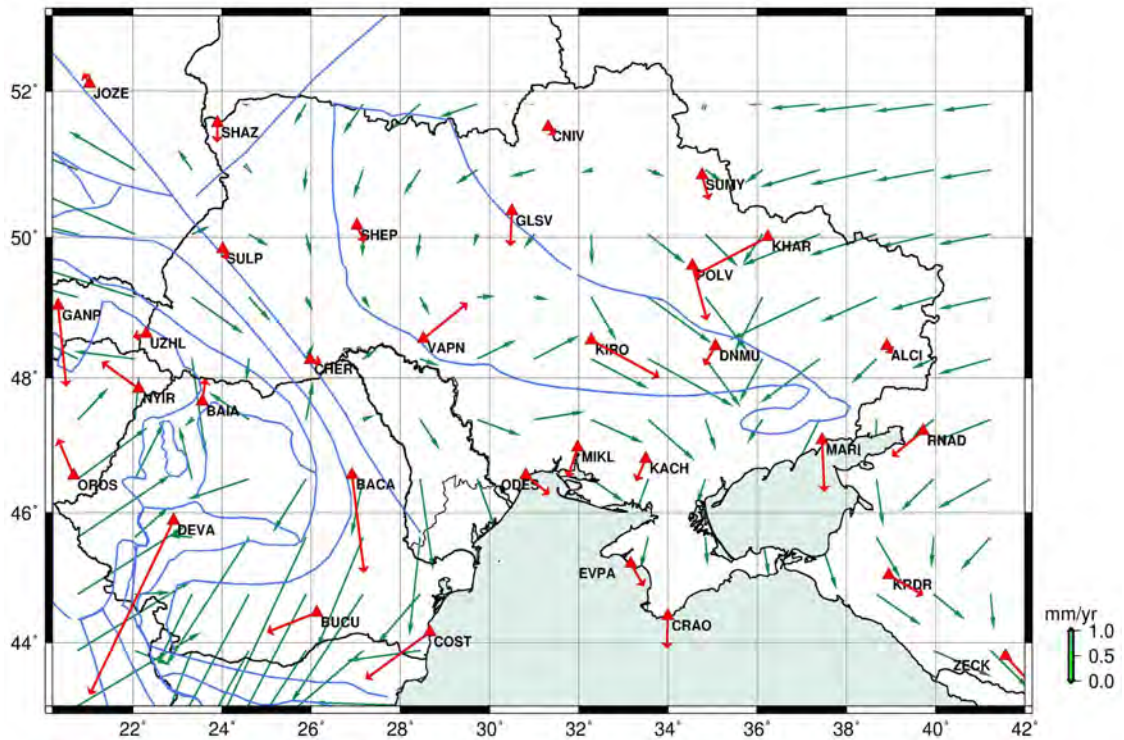 52°
50°
48°
46°
44°
JOZE
SHAZ
CNIV
SUMY
GLSV
SHEP
KHAR
SULP
POLV
GANP
UZHL
VAPN
KIRO
DNMU
ALCI
CHER
NYIR
BAIA
RNAD
MARI
MIKL
KACH
OROS
BACA
ODES
DEVA
EVPA
KRDR
BUCU
COST
CRAO
ZECK
mm/yr
1.0
0.5
0.0
22° 24° 26° 28° 30° 32° 34° 36° 38° 40° 42°